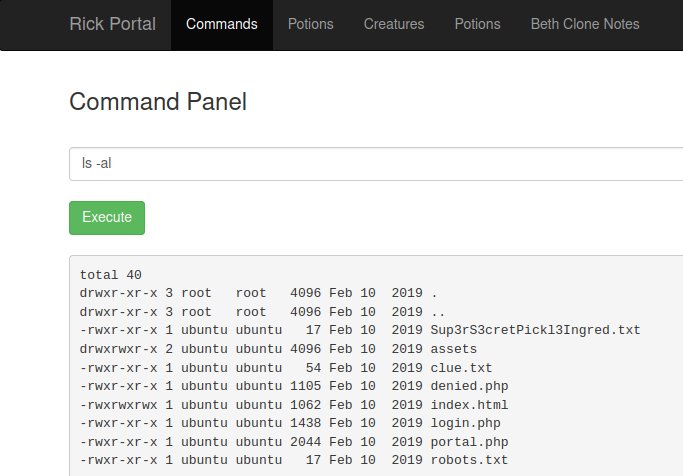 Rick Portal Commands Potions Creatures Potions Beth Clone Notes
Command Panel
ls -al
Execute
total 40
drwxr-xr-x 3 root   root   4096 Feb 10  2019 .
drwxr-xr-x 3 root   root   4096 Feb 10  2019 ..
-rwxr-xr-x 1 ubuntu ubuntu   17 Feb 10  2019 Sup3rS3cretPickl3Ingred.txt
drwxrwxr-x 2 ubuntu ubuntu 4096 Feb 10  2019 assets
-rwxr-xr-x 1 ubuntu ubuntu   54 Feb 10  2019 clue.txt
-rwxr-xr-x 1 ubuntu ubuntu 1105 Feb 10  2019 denied.php
-rwxrwxrwx 1 ubuntu ubuntu 1062 Feb 10  2019 index.html
-rwxr-xr-x 1 ubuntu ubuntu 1438 Feb 10  2019 login.php
-rwxr-xr-x 1 ubuntu ubuntu 2044 Feb 10  2019 portal.php
-rwxr-xr-x 1 ubuntu ubuntu   17 Feb 10  2019 robots.txt